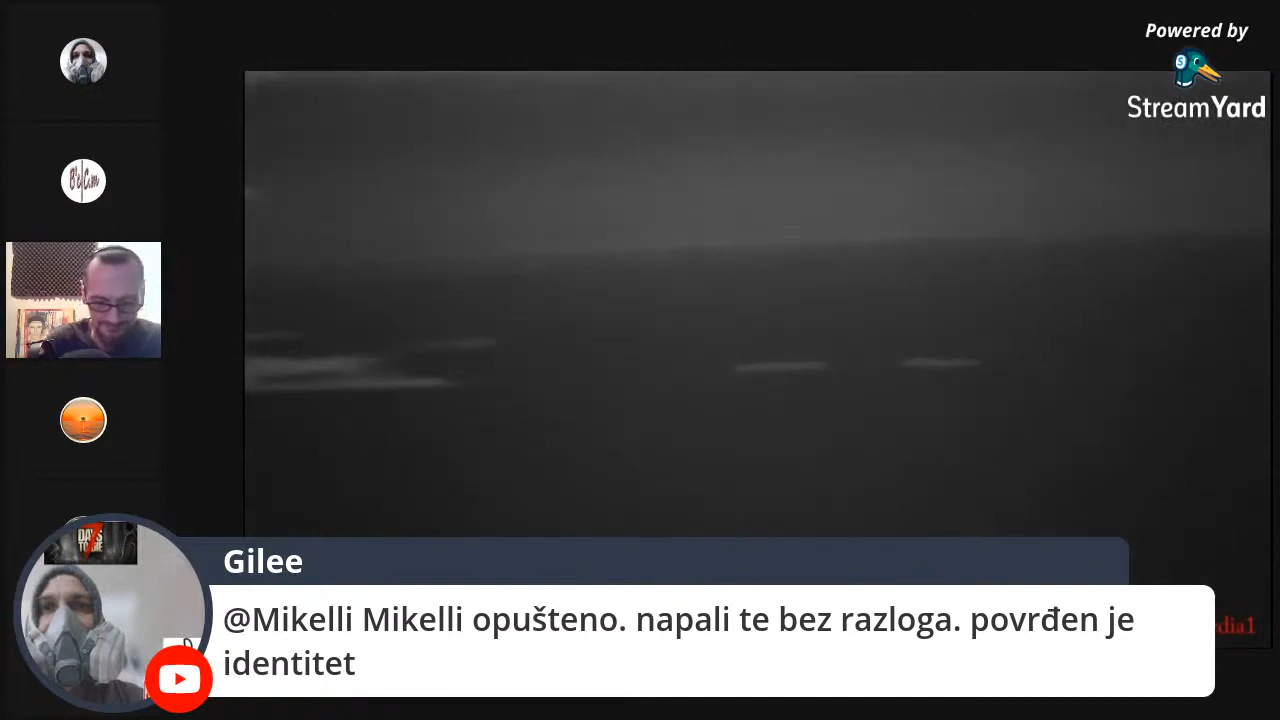 Powered by
StreamYard
Gilee
@Mikelli Mikelli opušteno. napali te bez razloga. povrđen je
identitet